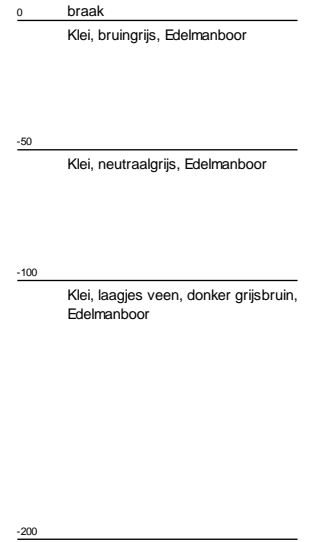 0 braak
Klei, bruingrijs, Edelmanboor
-50
Klei, neutraalgrijs, Edelmanboor
-100
Klei, laagjes veen, donker grijsbruin,
Edelmanboor
-200